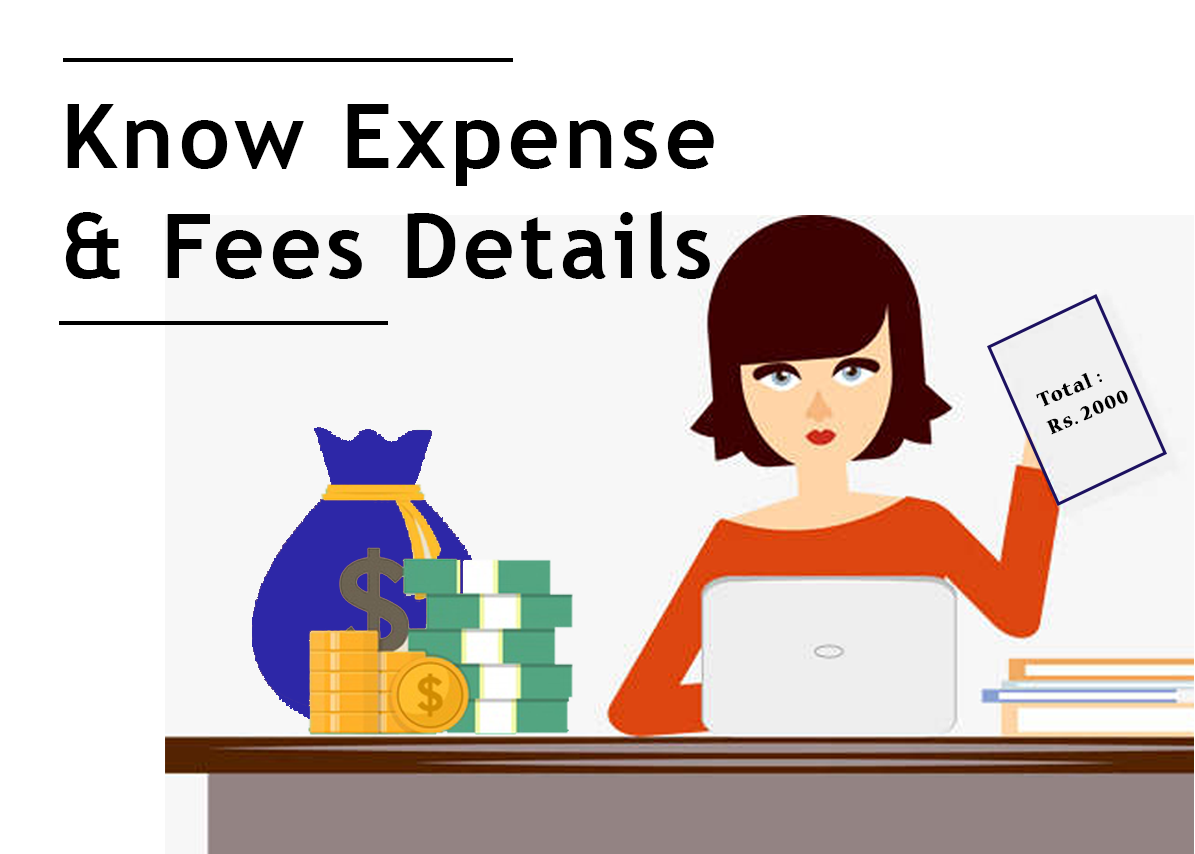 Know Expense
& Fees Details
Total :
Rs. 2000
$
$